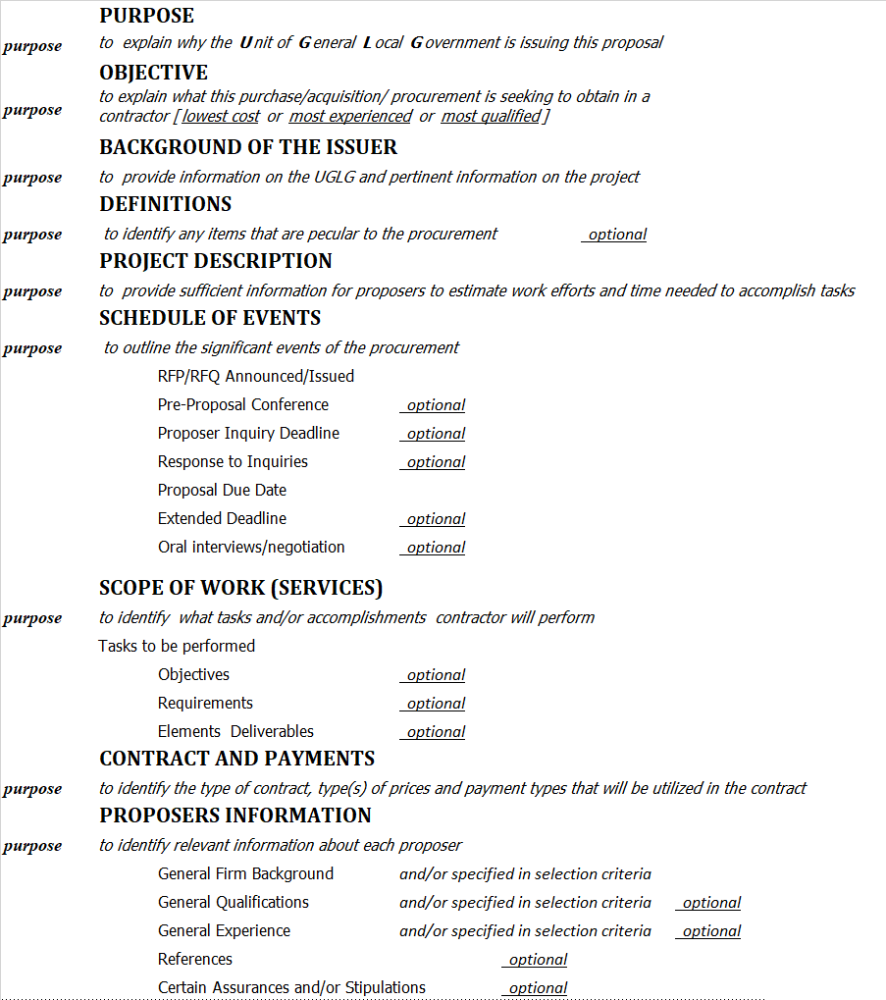 PURPOSE
purpose to explain why the Unit of General Local Government is issuing this proposal
OBJECTIVE
purpose to explain what this purchase/acquisition/ procurement is seeking to obtain in a
contractor [lowest cost or most experienced or most qualified]
BACKGROUND OF THE ISSUER
purpose to provide information on the UGLG and pertinent information on the project
DEFINITIONS
purpose to identify any items that are pecular to the procurement optional
PROJECT DESCRIPTION
purpose to provide sufficient information for proposers to estimate work efforts and time needed to accomplish tasks
SCHEDULE OF EVENTS
purpose to outline the significant events of the procurement
RFP/RFQ Announced/Issued
Pre-Proposal Conference optional
Proposer Inquiry Deadline optional
Response to Inquiries optional
Proposal Due Date
Extended Deadline optional
Oral interviews/negotiation optional
SCOPE OF WORK (SERVICES)
purpose to identify what tasks and/or accomplishments contractor will perform
Tasks to be performed
Objectives optional
Requirements optional
Elements Deliverables optional
CONTRACT AND PAYMENTS
purpose to identify the type of contract, type(s) of prices and payment types that will be utilized in the contract
PROPOSERS INFORMATION
purpose to identify relevant information about each proposer
General Firm Background and/or specified in selection criteria
General Qualifications and/or specified in selection criteria optional
General Experience and/or specified in selection criteria optional
References optional
Certain Assurances and/or Stipulations optional